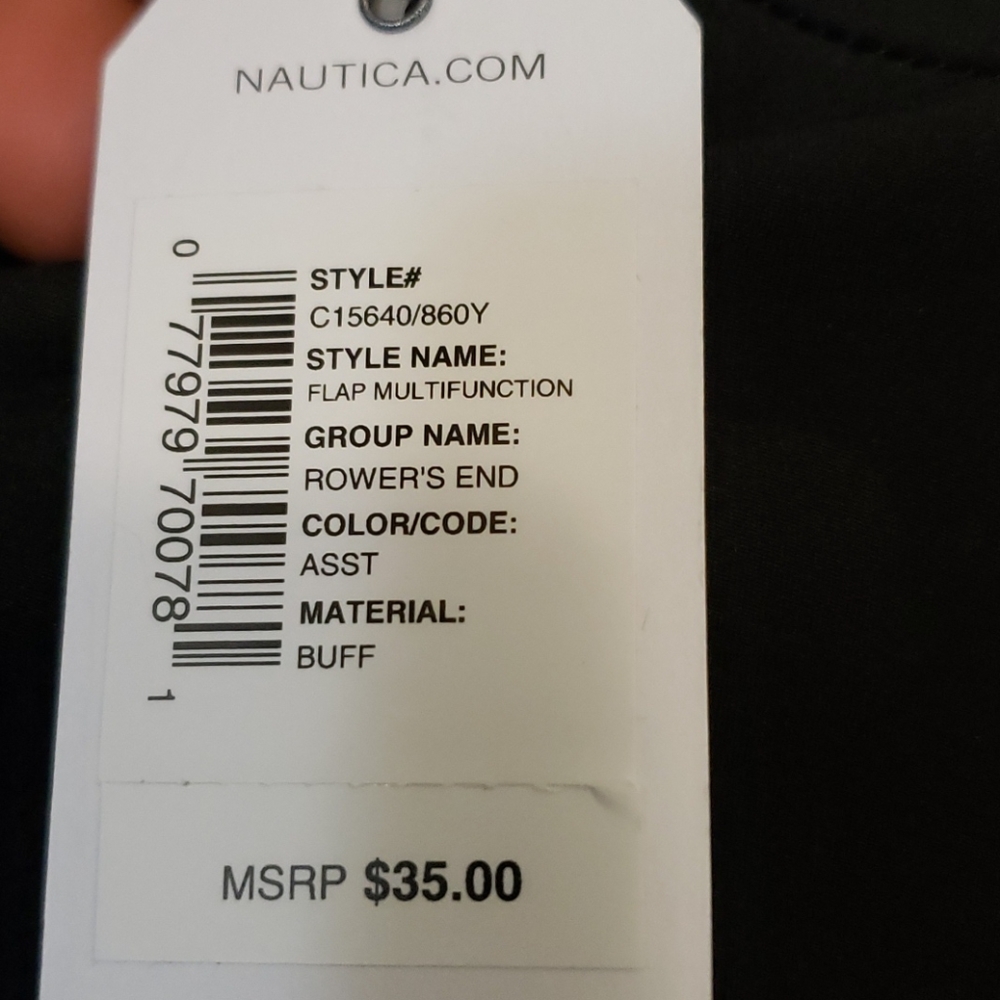 NAUTICA.COM
0 77979 70078 1
STYLE#
C15640/860Y
STYLE NAME:
FLAP MULTIFUNCTION
GROUP NAME:
ROWER'S END
COLOR/CODE:
ASST
MATERIAL:
BUFF
MSRP $35.00